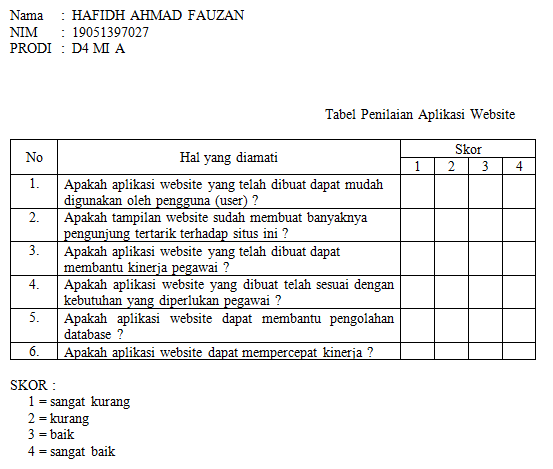 Nama : HAFIDH AHMAD FAUZAN
NIM : 19051397027
PRODI : D4 MI A
Tabel Penilaian Aplikasi Website
No Hal yang diamati Skor
1 2 3 4
1. Apakah aplikasi website yang telah dibuat dapat mudah
digunakan oleh pengguna (user) ?
2. Apakah tampilan website sudah membuat banyaknya
pengunjung tertarik terhadap situs ini ?
3. Apakah aplikasi website yang telah dibuat dapat
membantu kinerja pegawai ?
4. Apakah aplikasi website yang dibuat telah sesuai dengan
kebutuhan yang diperlukan pegawai ?
5. Apakah aplikasi website dapat membantu pengolahan
database ?
6. Apakah aplikasi website dapat mempercepat kinerja ?
SKOR :
1 = sangat kurang
2 = kurang
3 = baik
4 = sangat baik